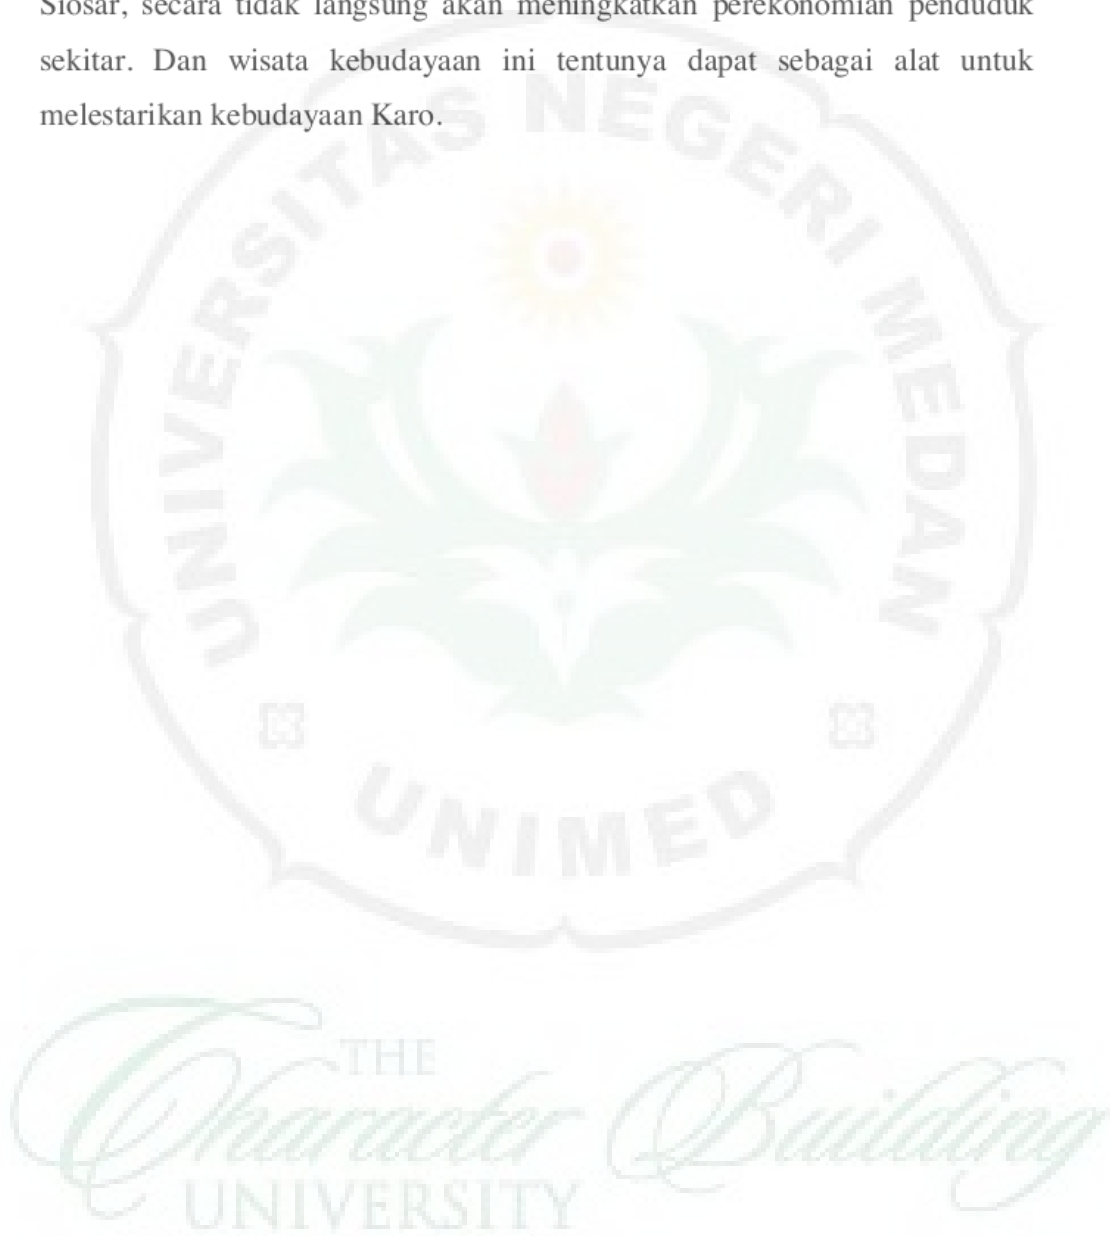 Siosar, secara tidak langsung akan meningkatkan perekonomian penduduk
sekitar. Dan wisata kebudayaan ini tentunya dapat sebagai alat untuk
melestarikan kebudayaan Karo.
UNIVERSITAS NEGERI MEDAN
UNIMED
THE
Character Building
UNIVERSITY